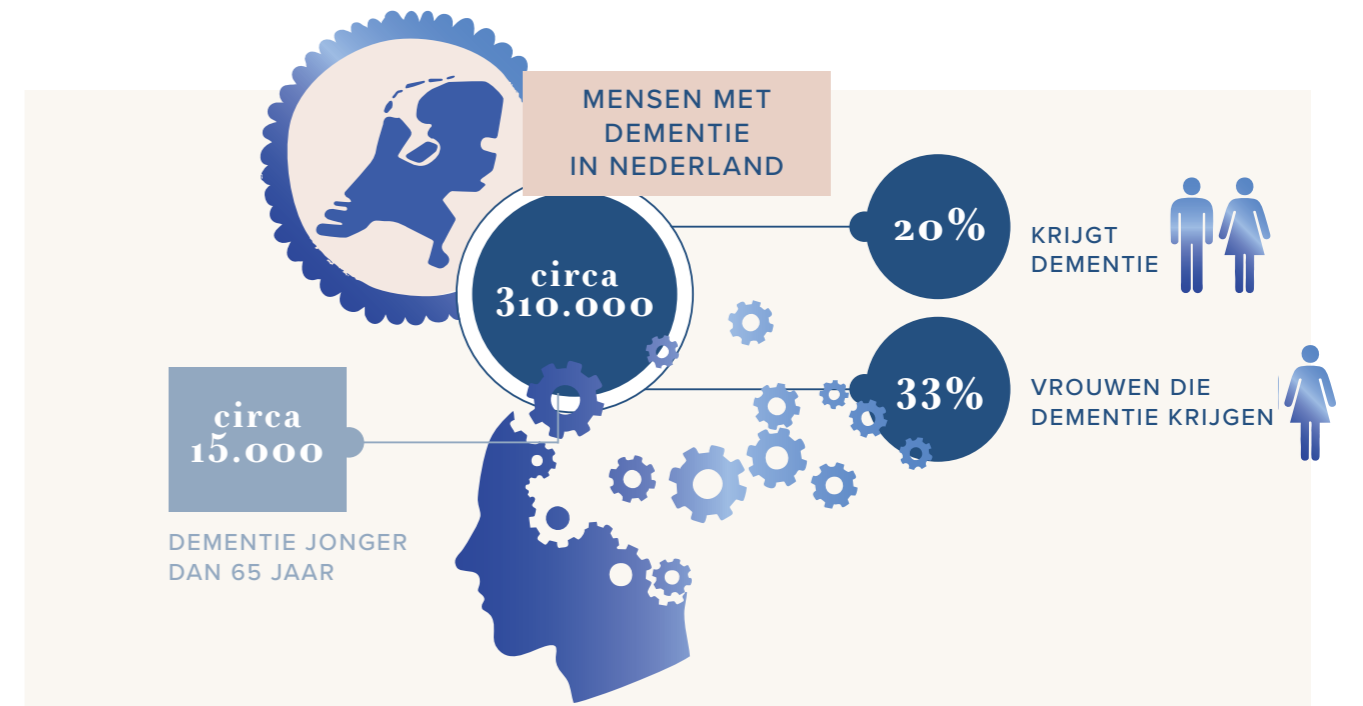 MENSEN MET
DEMENTIE
IN NEDERLAND
circa
310.000
20%
KRIJGT
DEMENTIE
33%
VROUWEN DIE
DEMENTIE KRIJGEN
circa
15.000
DEMENTIE JONGER
DAN 65 JAAR